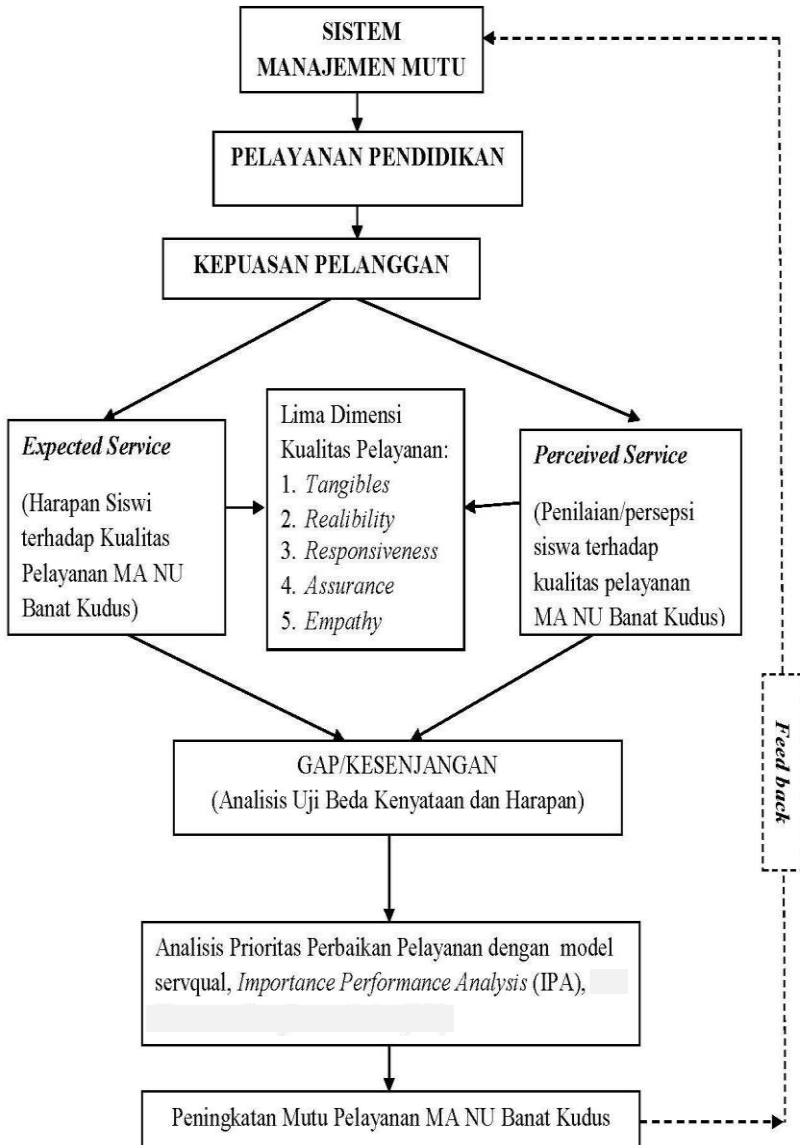 SISTEM
MANAJEMEN MUTU
PELAYANAN PENDIDIKAN
KEPUASAN PELANGGAN
Expected Service
(Harapan Siswi
terhadap Kualitas
Pelayanan MA NU
Banat Kudus)
Lima Dimensi
Kualitas Pelayanan:
1. Tangibles
2. Realibility
3. Responsiveness
4. Assurance
5. Empathy
Perceived Service
(Penilaian/persepsi
siswa terhadap
kualitas pelayanan
MA NU Banat Kudus)
GAP/KESENJANGAN
(Analisis Uji Beda Kenyataan dan Harapan)
Analisis Prioritas Perbaikan Pelayanan dengan model
servqual, Importance Performance Analysis (IPA),
Peningkatan Mutu Pelayanan MA NU Banat Kudus
Feed back